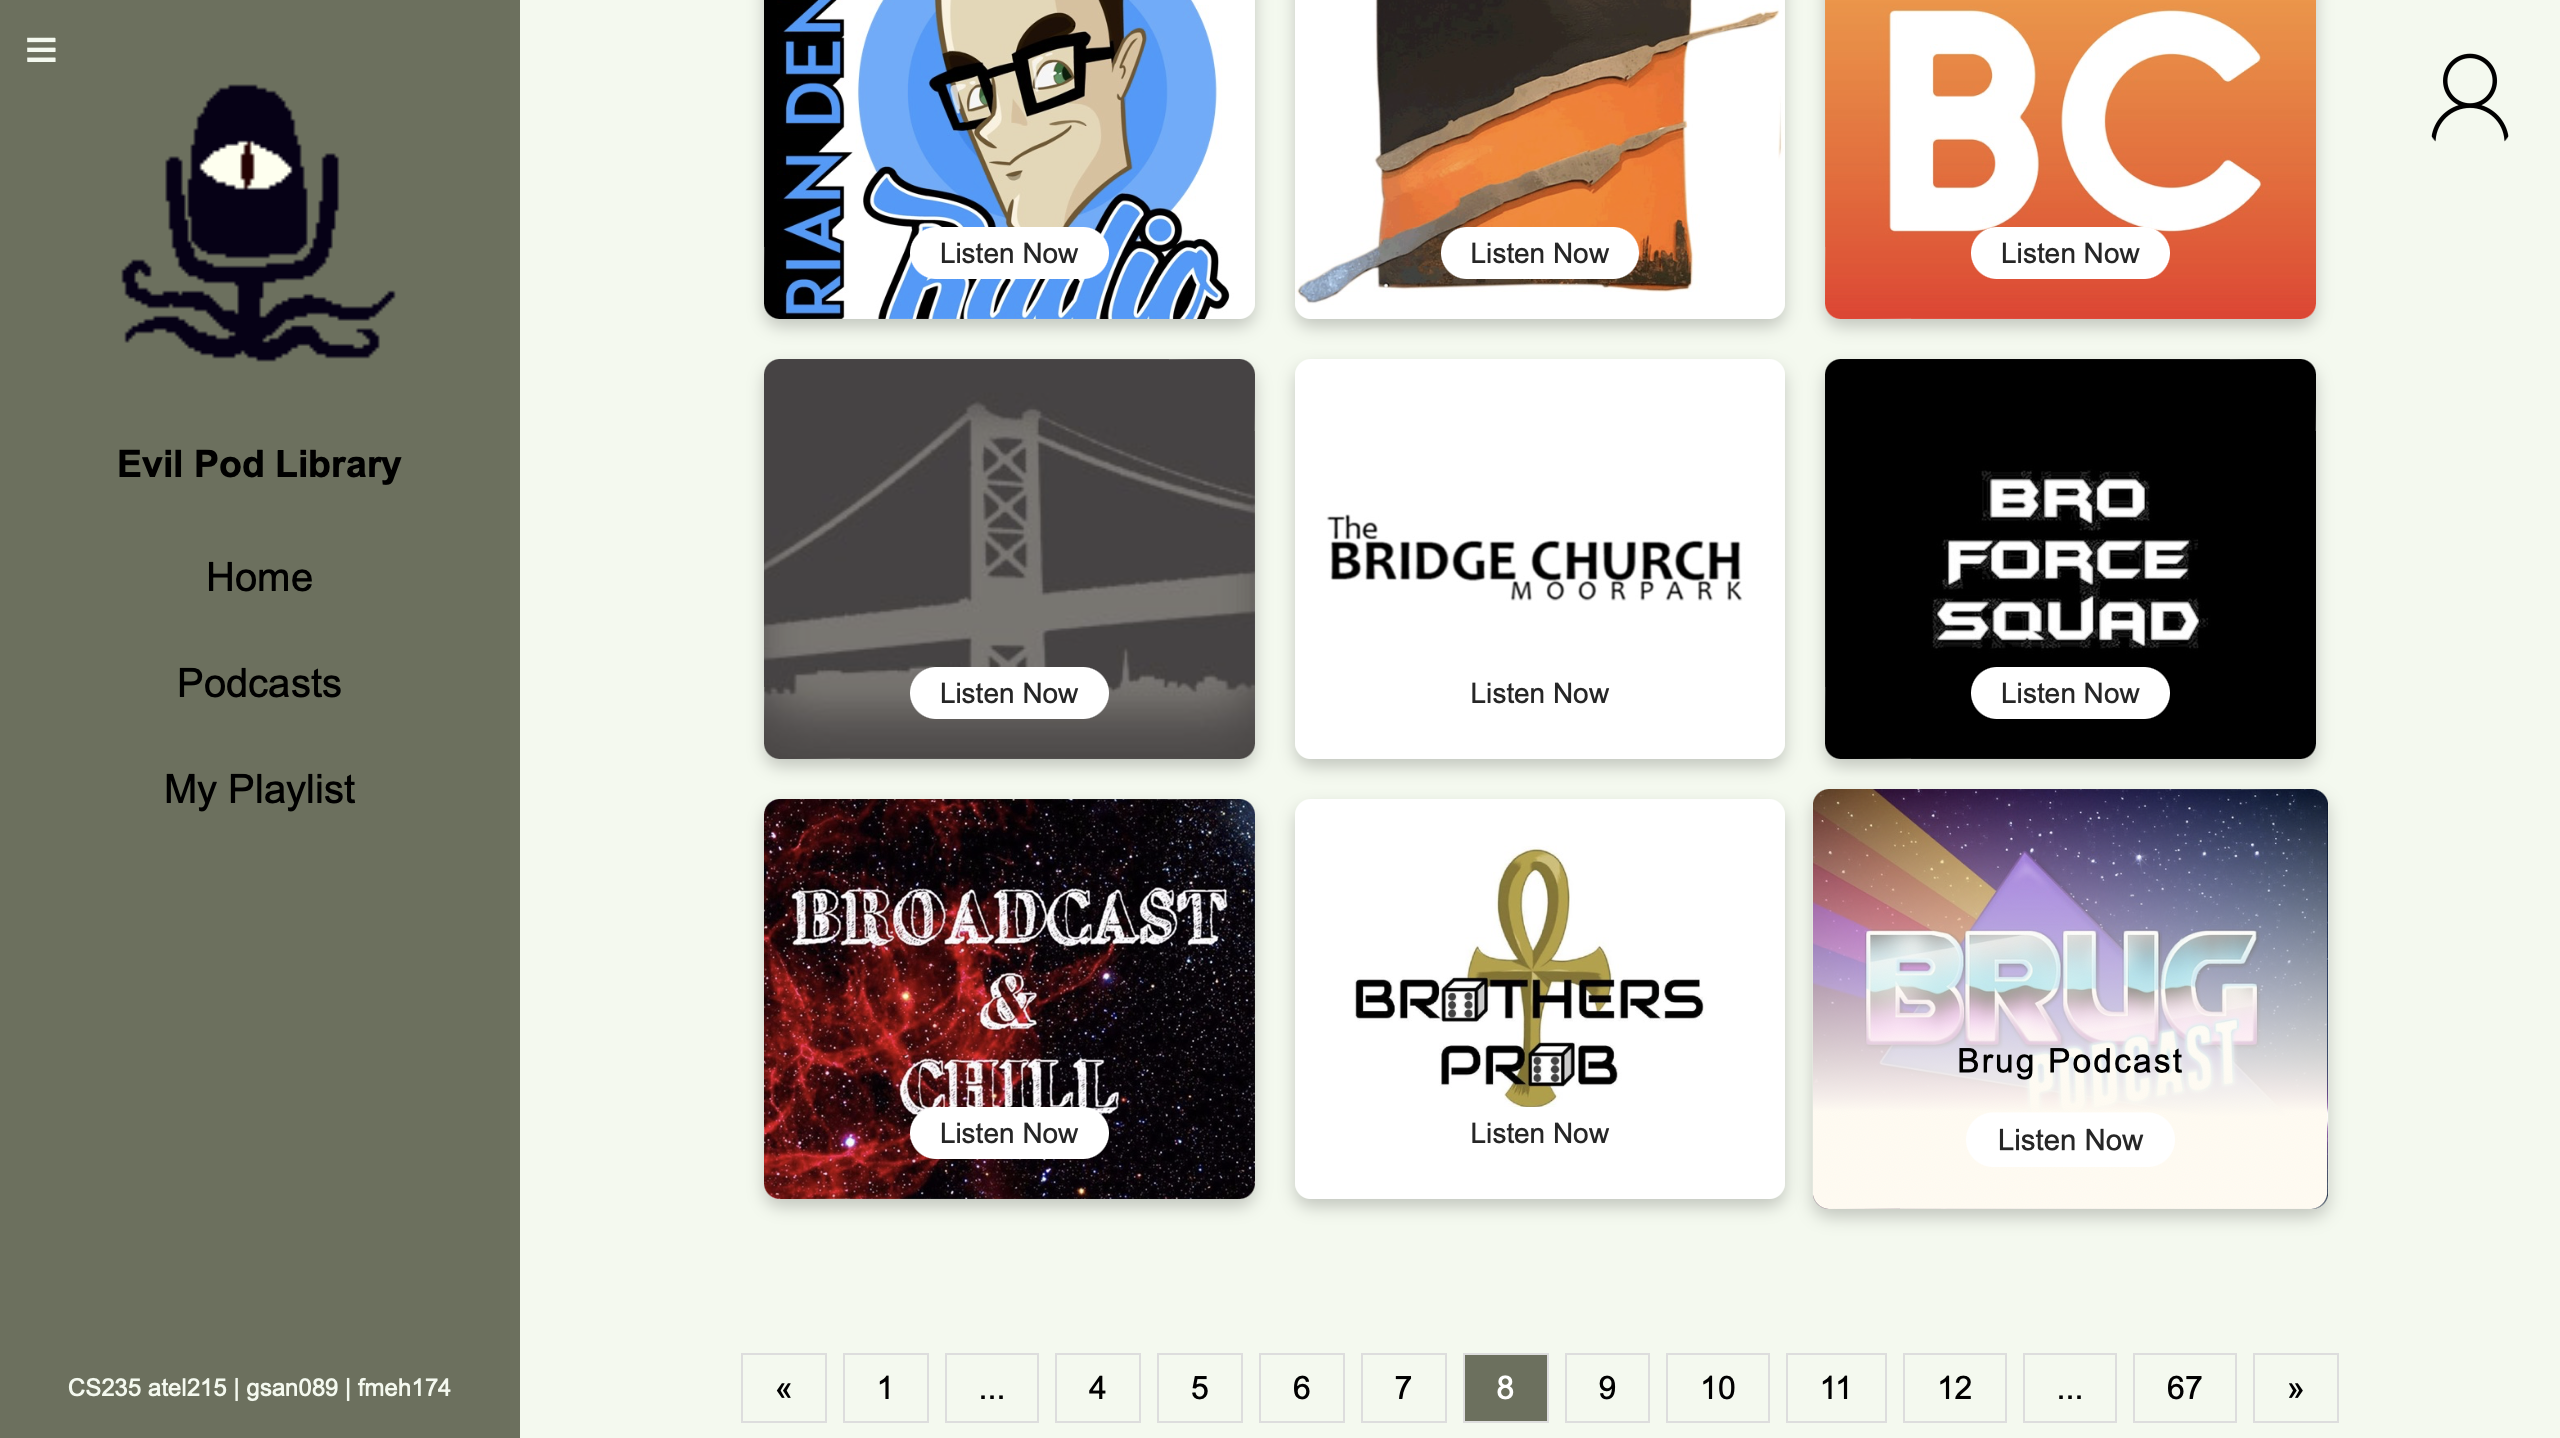 Evil Pod Library
Home
Podcasts
My Playlist
CS235 atel215 | gsan089 | fmeh174
RIAN DEN
Radio
Listen Now
Listen Now
BC
Listen Now
Listen Now
The
BRIDGE CHURCH
MOORPARK
Listen Now
BRO
FORCE
SQUAD
Listen Now
BROADCAST
&
CHILL
Listen Now
BROTHERS
PROB
Listen Now
BRUG
PODCAST
Brug Podcast
Listen Now
« 1 ... 4 5 6 7 8 9 10 11 12 ... 67 »